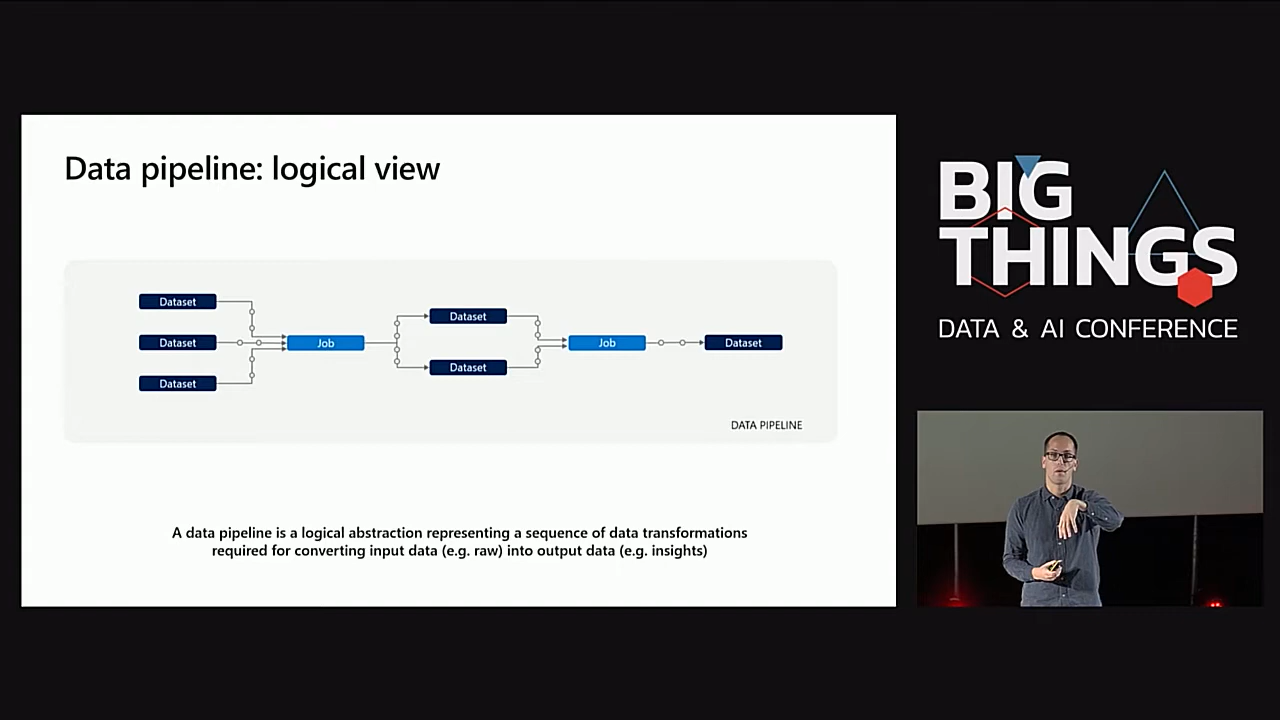 Data pipeline: logical view
Dataset
Dataset
Dataset
Job
Dataset
Dataset
Job
Dataset
DATA PIPELINE
A data pipeline is a logical abstraction representing a sequence of data transformations
required for converting input data (e.g. raw) into output data (e.g. insights)
BIG
THINGS
DATA & AI CONFERENCE